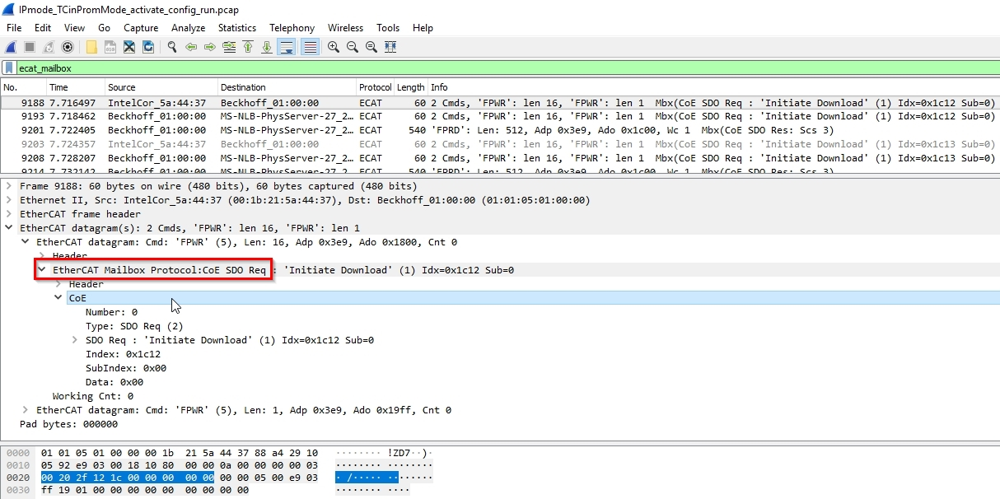 IPmode_TCinPromMode_activate_config_run.pcap
File Edit View Go Capture Analyze Statistics Telephony Wireless Tools Help
ecat_mailbox
No. Time Source Destination Protocol Length Info
9188 7.716497 IntelCor_5a:44:37 Beckhoff_01:00:00 ECAT 60 2 Cmds, 'FPWR': len 16, 'FPWR': len 1 Mbx(CoE SDO Req : 'Initiate Download' (1) Idx=0x1c12 Sub=0)
9193 7.718462 Beckhoff_01:00:00 MS-NLB-PhysServer-27_2… ECAT 60 2 Cmds, 'FPWR': len 16, 'FPWR': len 1 Mbx(CoE SDO Req : 'Initiate Download' (1) Idx=0x1c12 Sub=0)
9201 7.722405 Beckhoff_01:00:00 MS-NLB-PhysServer-27_2… ECAT 540 'FPRD': Len: 512, Adp 0x3e9, Ado 0x1c00, Wc 1 Mbx(CoE SDO Res: Scs 3)
9203 7.724357 IntelCor_5a:44:37 Beckhoff_01:00:00 ECAT 60 2 Cmds, 'FPWR': len 16, 'FPWR': len 1 Mbx(CoE SDO Req : 'Initiate Download' (1) Idx=0x1c13 Sub=0)
9208 7.728207 Beckhoff_01:00:00 MS-NLB-PhysServer-27_2… ECAT 60 2 Cmds, 'FPWR': len 16, 'FPWR': len 1 Mbx(CoE SDO Req : 'Initiate Download' (1) Idx=0x1c13 Sub=0)
9214 7.732142 Beckhoff_01:00:00 MS-NLB-PhysServer-27_2… ECAT 540 'FPRD': Len: 512, Adp 0x3e9, Ado 0x1c00, Wc 1 Mbx(CoE SDO Res: Scs 3)
Frame 9188: 60 bytes on wire (480 bits), 60 bytes captured (480 bits)
Ethernet II, Src: IntelCor_5a:44:37 (00:1b:21:5a:44:37), Dst: Beckhoff_01:00:00 (01:01:05:01:00:00)
EtherCAT frame header
EtherCAT datagram(s): 2 Cmds, 'FPWR': len 16, 'FPWR': len 1
EtherCAT datagram: Cmd: 'FPWR' (5), Len: 16, Adp 0x3e9, Ado 0x1800, Cnt 0
Header
EtherCAT Mailbox Protocol:CoE SDO Req : 'Initiate Download' (1) Idx=0x1c12 Sub=0
Header
CoE
Number: 0
Type: SDO Req (2)
SDO Req : 'Initiate Download' (1) Idx=0x1c12 Sub=0
Index: 0x1c12
SubIndex: 0x00
Data: 0x00
Working Cnt: 0
EtherCAT datagram: Cmd: 'FPWR' (5), Len: 1, Adp 0x3e9, Ado 0x19ff, Cnt 0
Pad bytes: 000000
0000 01 01 05 01 00 00 00 1b 21 5a 44 37 88 a4 29 10 ········ !ZD7··)·
0010 05 92 e9 03 00 18 10 80 00 00 0a 00 00 00 00 03 ········ ········
0020 00 20 2f 12 1c 00 00 00 00 00 00 00 05 00 e9 03 · /····· ········
0030 ff 19 01 00 00 00 00 00 00 00 00 00 ········ ····